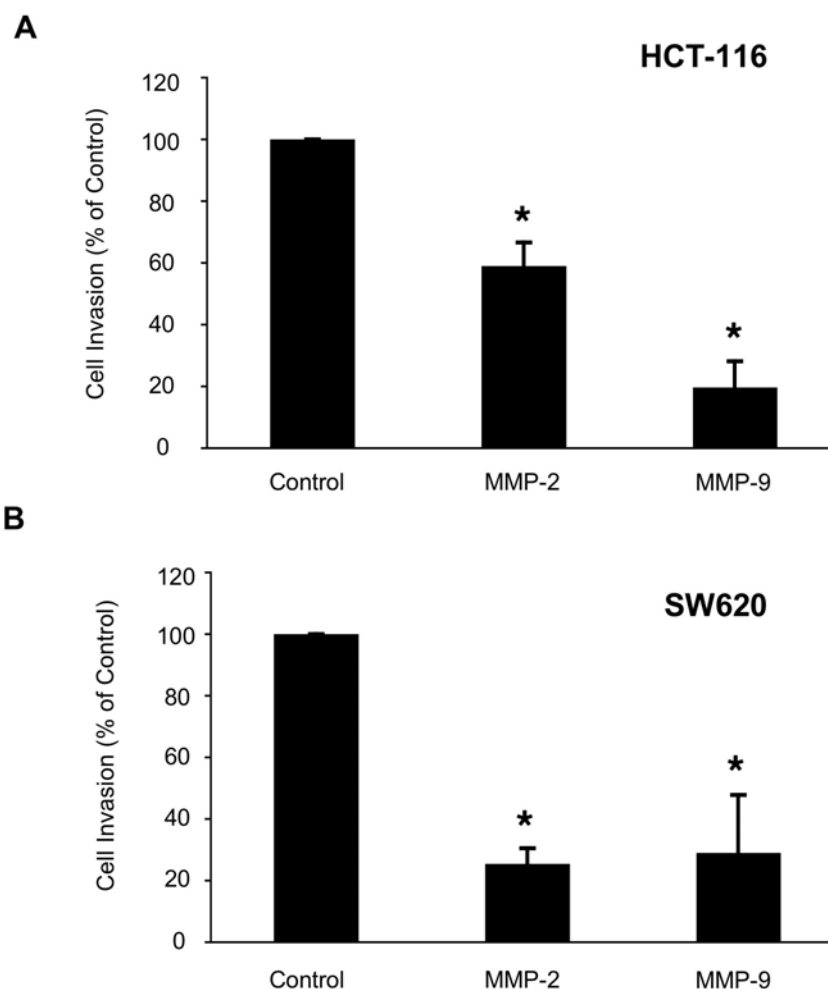 A
HCT-116
Cell Invasion (% of Control)
120
100
80
60
40
20
0
*
*
Control MMP-2 MMP-9
B
SW620
Cell Invasion (% of Control)
120
100
80
60
40
20
0
*
*
Control MMP-2 MMP-9